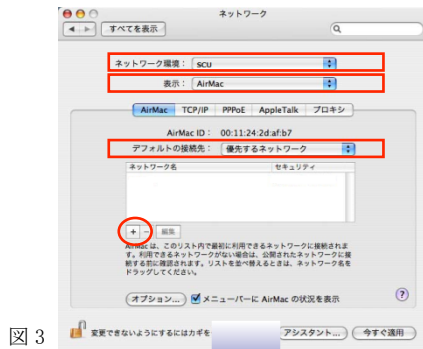 ネットワーク
すべてを表示
ネットワーク環境： scu
表示： AirMac
AirMac TCP/IP PPPoE AppleTalk プロキシ
AirMac ID： 00:11:24:2d:af:b7
デフォルトの接続先： 優先するネットワーク
ネットワーク名 セキュリティ
+ − 編集
AirMac は、このリスト内で最初に利用できるネットワークに接続されま
す。利用できるネットワークがない場合は、公開されたネットワークに接
続する前に確認されます。リストを並べ替えるときは、ネットワーク名を
ドラッグしてください。
オプション... メニューバーに AirMac の状況を表示 ?
図 3 変更できないようにするにはカギを アシスタント... 今すぐ適用